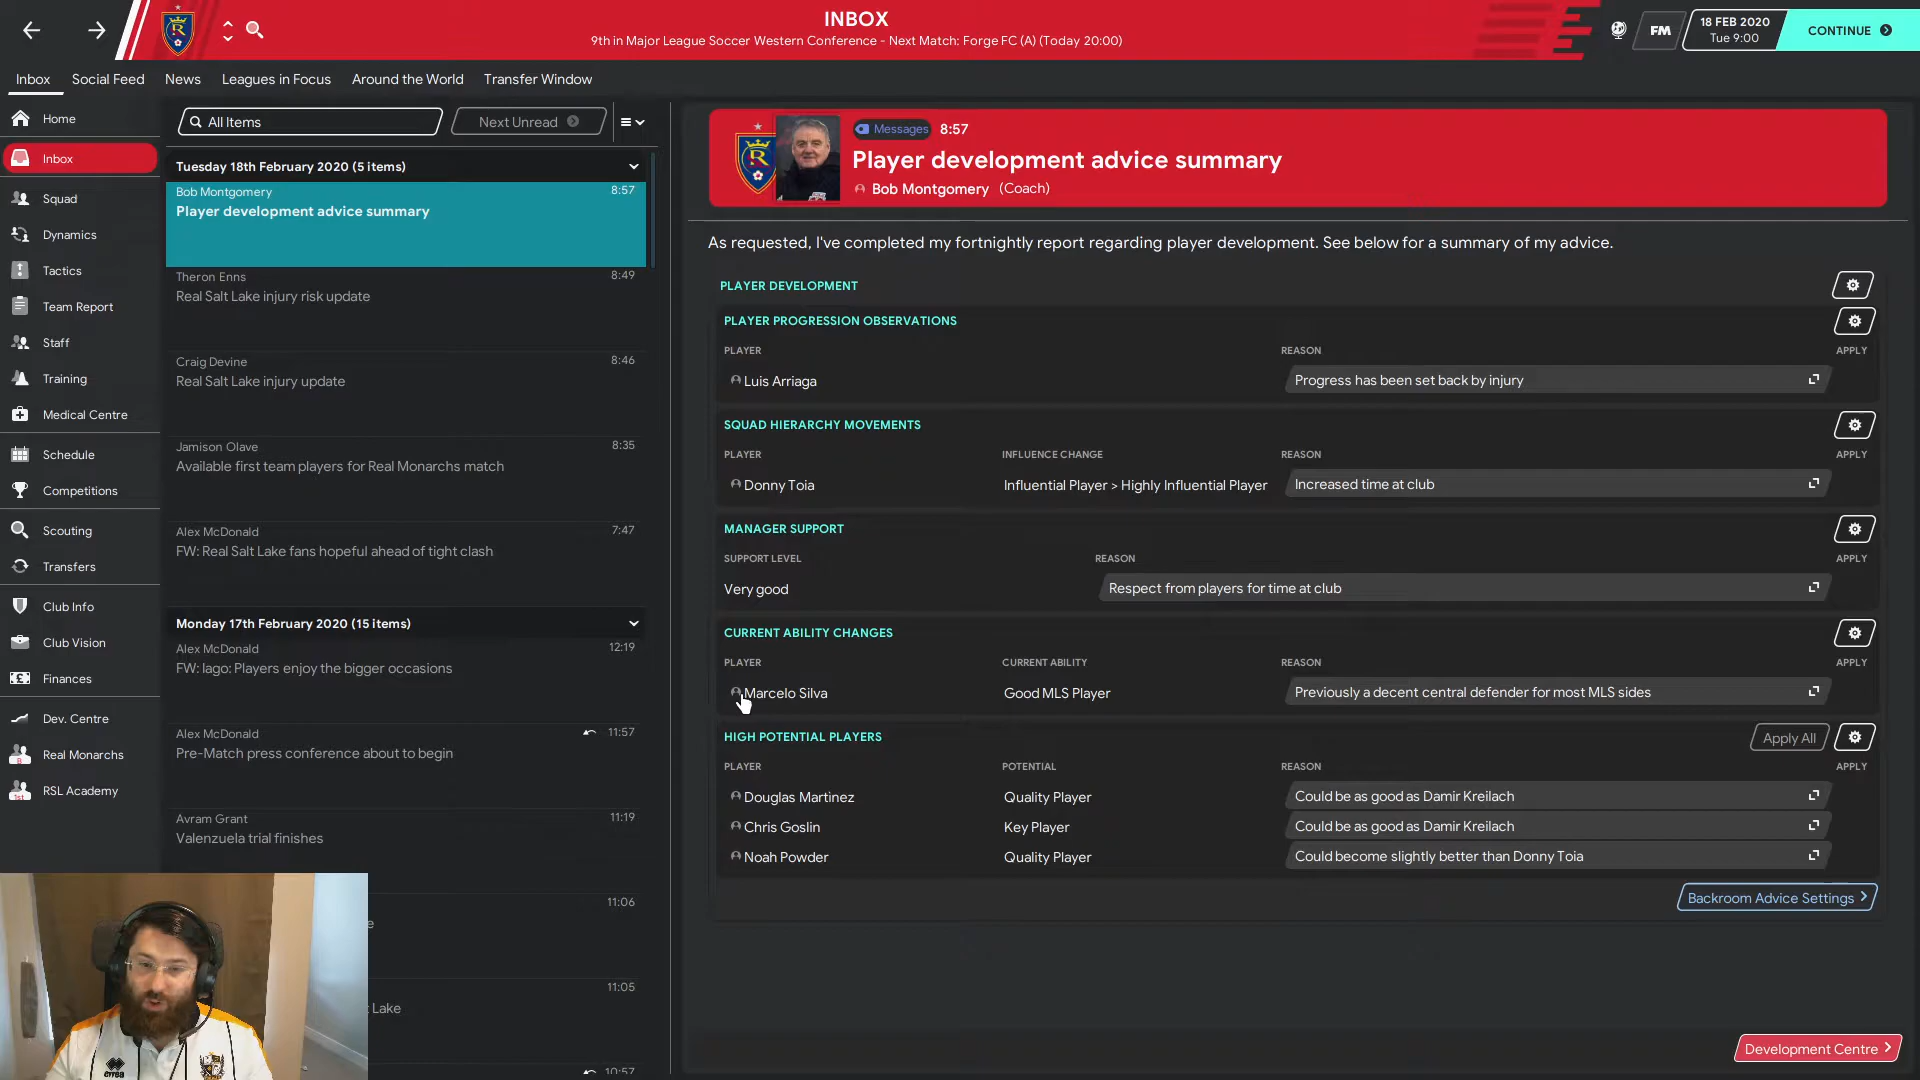 INBOX
9th in Major League Soccer Western Conference - Next Match: Forge FC (A) (Today 20:00)
FM
18 FEB 2020
Tue 9:00
CONTINUE
Inbox
Social Feed
News
Leagues in Focus
Around the World
Transfer Window
Home
Inbox
Squad
Dynamics
Tactics
Team Report
Staff
Training
Medical Centre
Schedule
Competitions
Scouting
Transfers
Club Info
Club Vision
Finances
Dev. Centre
Real Monarchs
RSL Academy
All Items
Next Unread
Tuesday 18th February 2020 (5 items)
Bob Montgomery 8:57
Player development advice summary
Theron Enns 8:49
Real Salt Lake injury risk update
Craig Devine 8:46
Real Salt Lake injury update
Jamison Olave 8:35
Available first team players for Real Monarchs match
Alex McDonald 7:47
FW: Real Salt Lake fans hopeful ahead of tight clash
Monday 17th February 2020 (15 items)
Alex McDonald 12:19
FW: Iago: Players enjoy the bigger occasions
Alex McDonald 11:57
Pre-Match press conference about to begin
Avram Grant 11:19
Valenzuela trial finishes
11:06
e
11:05
t Lake
10:57
Messages 8:57
Player development advice summary
Bob Montgomery (Coach)
As requested, I've completed my fortnightly report regarding player development. See below for a summary of my advice.
PLAYER DEVELOPMENT
PLAYER PROGRESSION OBSERVATIONS
PLAYER REASON APPLY
Luis Arriaga Progress has been set back by injury
SQUAD HIERARCHY MOVEMENTS
PLAYER INFLUENCE CHANGE REASON APPLY
Donny Toia Influential Player > Highly Influential Player Increased time at club
MANAGER SUPPORT
SUPPORT LEVEL REASON APPLY
Very good Respect from players for time at club
CURRENT ABILITY CHANGES
PLAYER CURRENT ABILITY REASON APPLY
Marcelo Silva Good MLS Player Previously a decent central defender for most MLS sides
HIGH POTENTIAL PLAYERS Apply All
PLAYER POTENTIAL REASON APPLY
Douglas Martínez Quality Player Could be as good as Damir Kreilach
Chris Goslin Key Player Could be as good as Damir Kreilach
Noah Powder Quality Player Could become slightly better than Donny Toia
Backroom Advice Settings
Development Centre